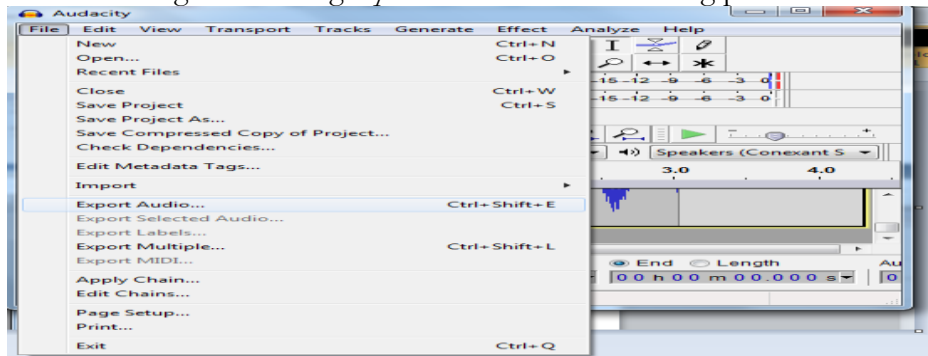 Audacity
File Edit View Transport Tracks Generate Effect Analyze Help
New Ctrl+N
Open... Ctrl+O
Recent Files
Close Ctrl+W
Save Project Ctrl+S
Save Project As...
Save Compressed Copy of Project...
Check Dependencies...
Edit Metadata Tags...
Import
Export Audio... Ctrl+Shift+E
Export Selected Audio...
Export Labels...
Export Multiple... Ctrl+Shift+L
Export MIDI...
Apply Chain...
Edit Chains...
Page Setup...
Print...
Exit Ctrl+Q
-15 -12 -9 -6 -3 0
-15 -12 -9 -6 -3 0
Speakers (Conexant S
3.0 4.0
End Length Au
00 h 00 m 00.000 s 0